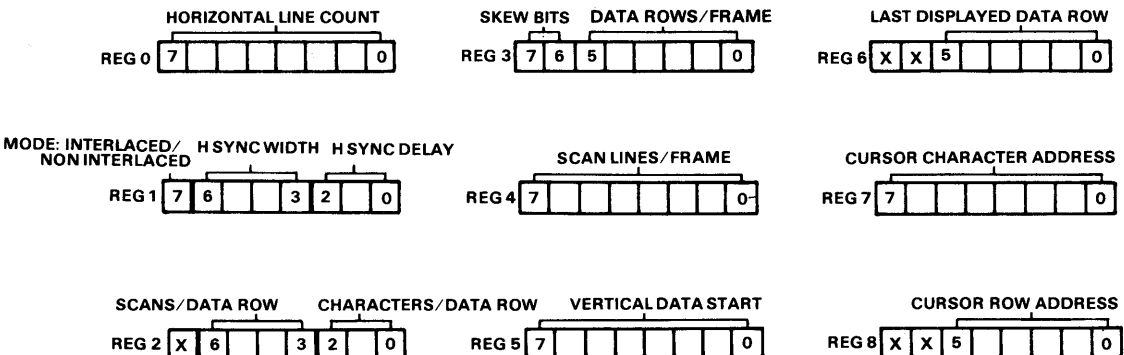 HORIZONTAL LINE COUNT
REG 0 7 0
SKEW BITS DATA ROWS/FRAME
REG 3 7 6 5 0
LAST DISPLAYED DATA ROW
REG 6 X X 5 0
MODE: INTERLACED/
NON INTERLACED
H SYNC WIDTH H SYNC DELAY
REG 1 7 6 3 2 0
SCAN LINES/FRAME
REG 4 7 0
CURSOR CHARACTER ADDRESS
REG 7 7 0
SCANS/DATA ROW CHARACTERS/DATA ROW
REG 2 X 6 3 2 0
VERTICAL DATA START
REG 5 7 0
CURSOR ROW ADDRESS
REG 8 X X 5 0